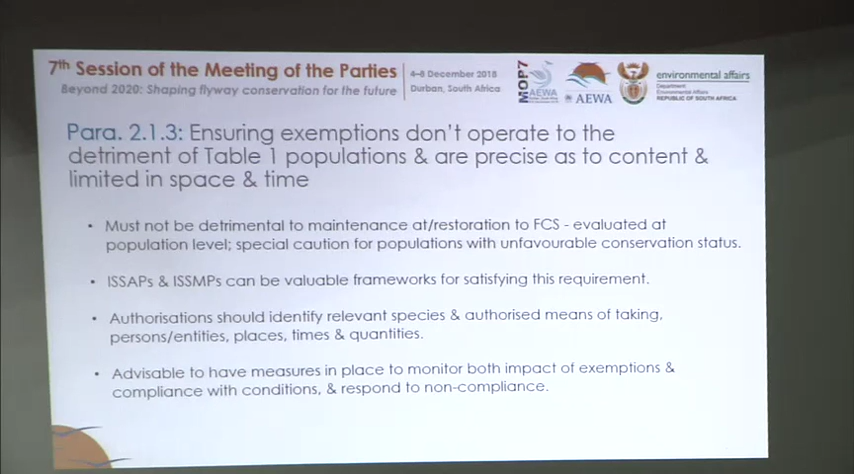 7th Session of the Meeting of the Parties
4–8 December 2018
Beyond 2020: Shaping flyway conservation for the future
Durban, South Africa
MOP7
AEWA
AEWA
environmental affairs
Department:
Environmental Affairs
REPUBLIC OF SOUTH AFRICA
Para. 2.1.3: Ensuring exemptions don't operate to the
detriment of Table 1 populations & are precise as to content &
limited in space & time
• Must not be detrimental to maintenance at/restoration to FCS - evaluated at
population level; special caution for populations with unfavourable conservation status.
• ISSAPs & ISSMPs can be valuable frameworks for satisfying this requirement.
• Authorisations should identify relevant species & authorised means of taking,
persons/entities, places, times & quantities.
• Advisable to have measures in place to monitor both impact of exemptions &
compliance with conditions, & respond to non-compliance.